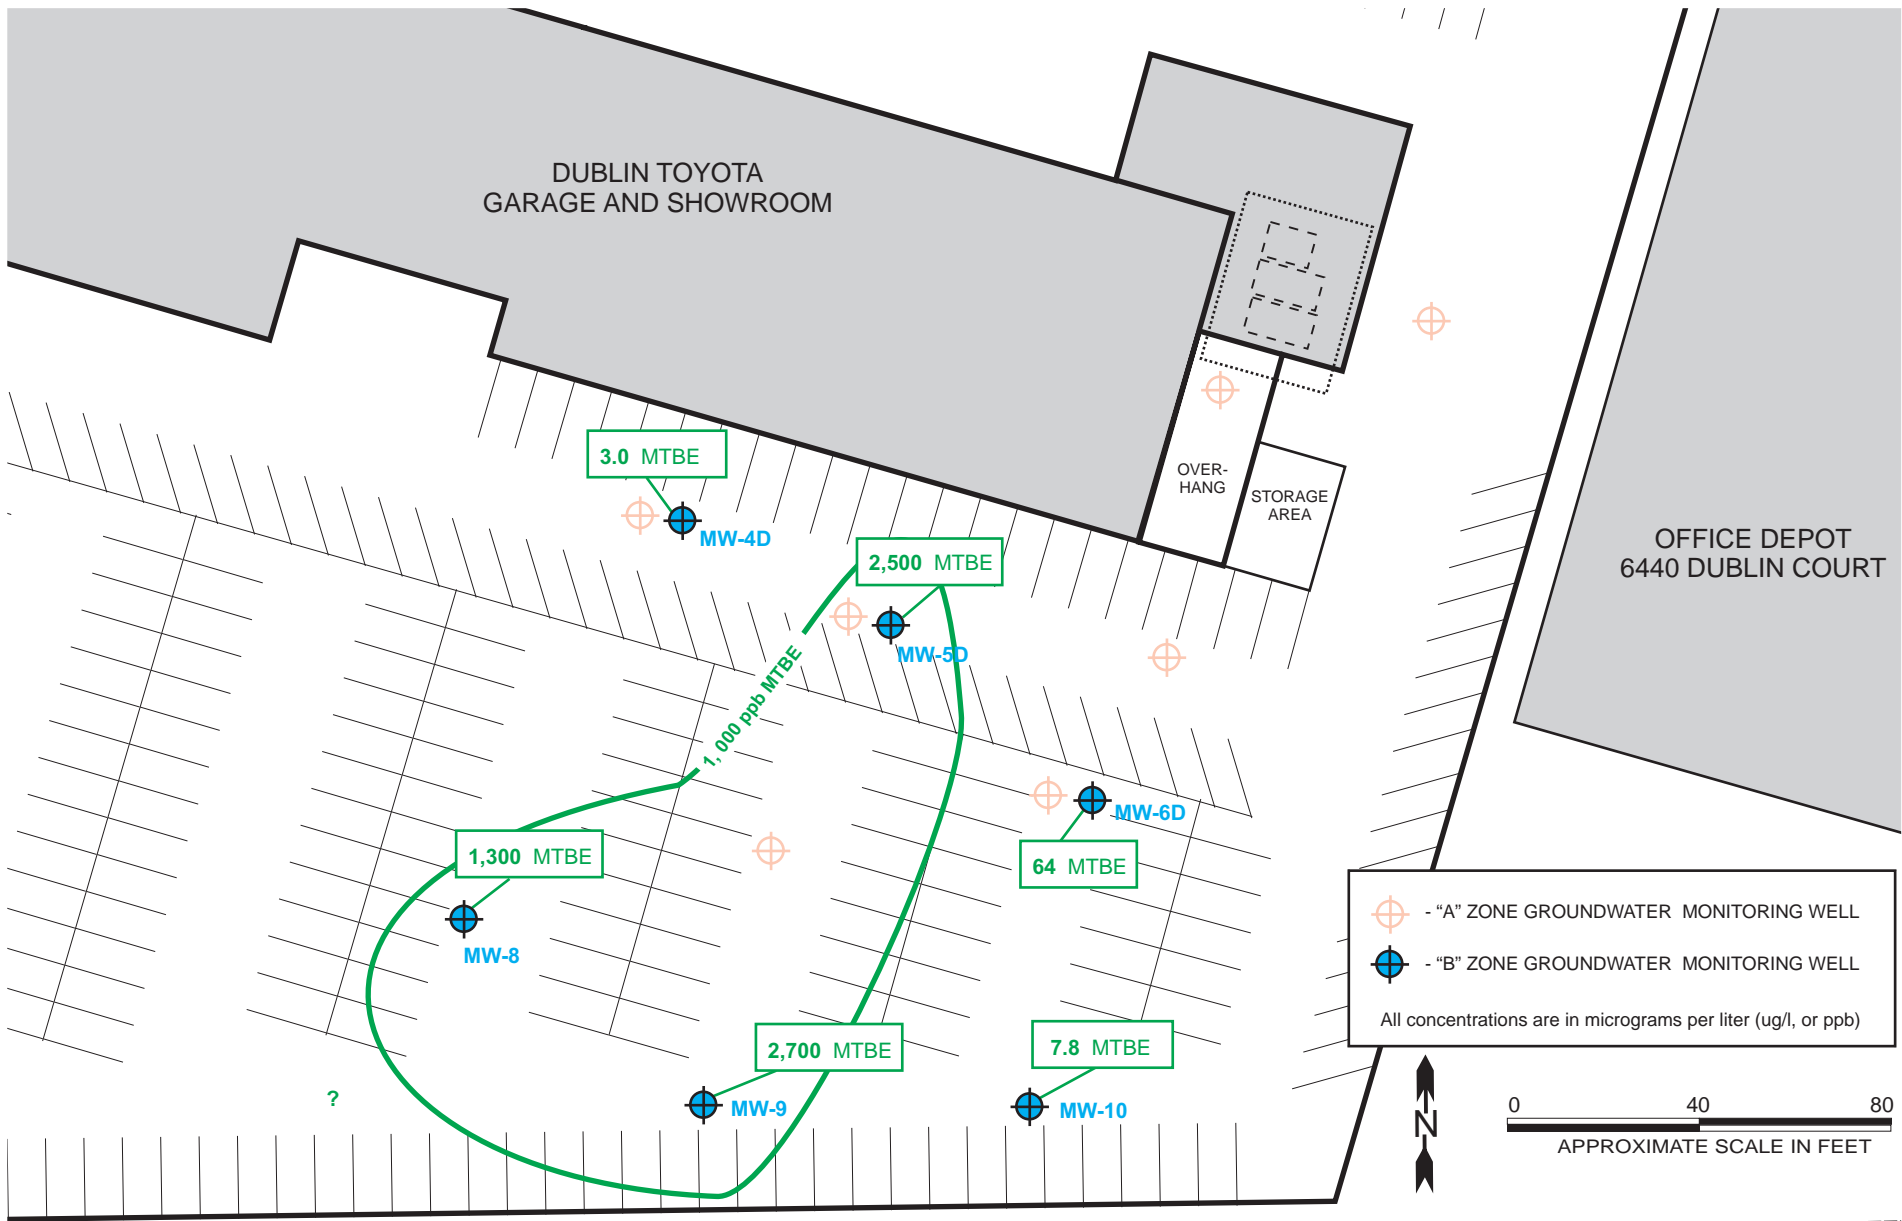 DUBLIN TOYOTA
GARAGE AND SHOWROOM
3.0 MTBE
MW-4D
OVER-
HANG
STORAGE
AREA
OFFICE DEPOT
6440 DUBLIN COURT
2,500 MTBE
MW-5D
1, 000 ppb MTBE
MW-6D
64 MTBE
1,300 MTBE
MW-8
2,700 MTBE
MW-9
7.8 MTBE
MW-10
?
- “A” ZONE GROUNDWATER MONITORING WELL
- “B” ZONE GROUNDWATER MONITORING WELL
All concentrations are in micrograms per liter (ug/l, or ppb)
N
0 40 80
APPROXIMATE SCALE IN FEET